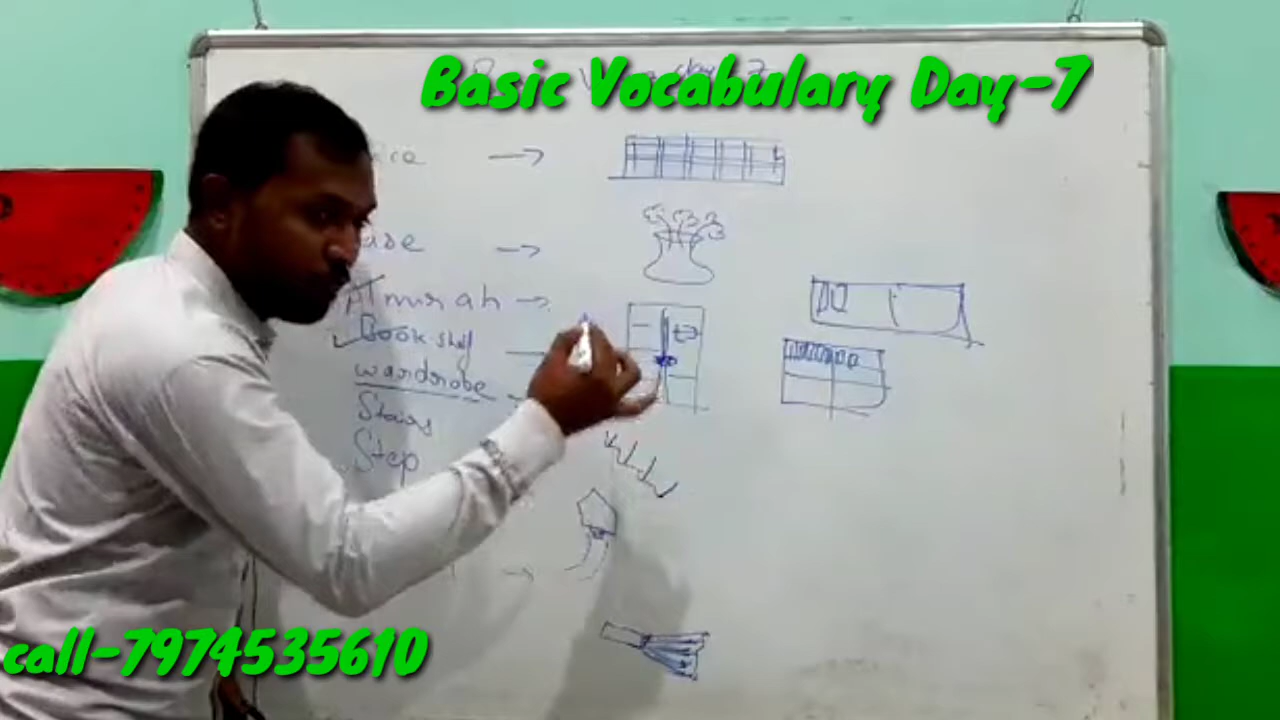 Basic Vocabulary Day-7
Almirah
Book shelf
wardrobe
Stairs
Step
call-7974535610